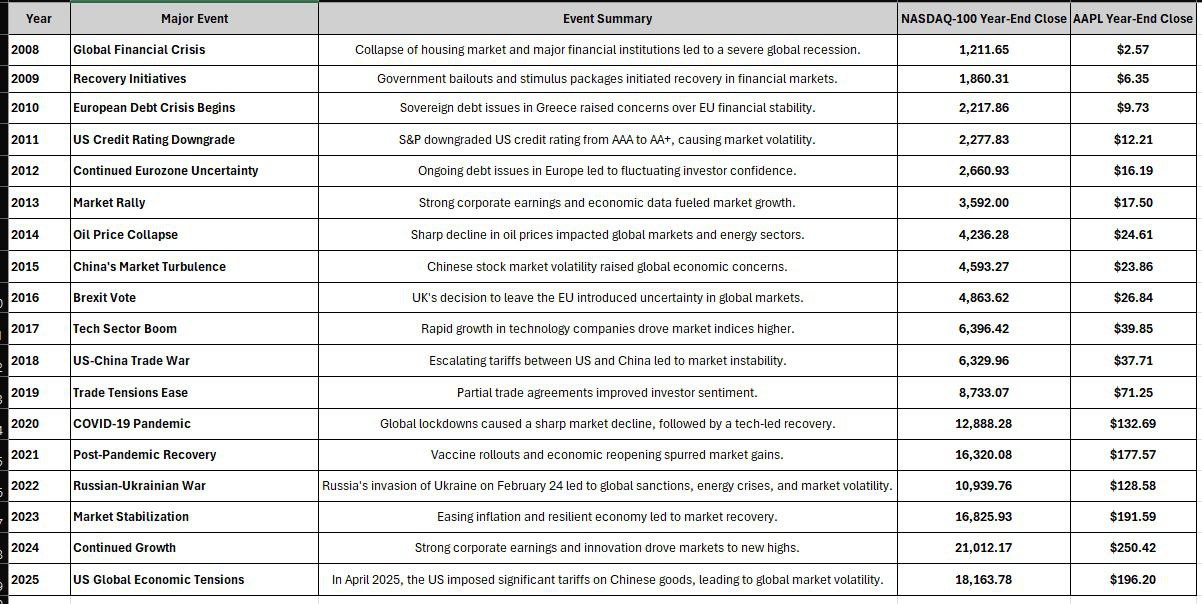 Year Major Event Event Summary NASDAQ-100 Year-End Close AAPL Year-End Close
2008 Global Financial Crisis Collapse of housing market and major financial institutions led to a severe global recession. 1,211.65 $2.57
2009 Recovery Initiatives Government bailouts and stimulus packages initiated recovery in financial markets. 1,860.31 $6.35
2010 European Debt Crisis Begins Sovereign debt issues in Greece raised concerns over EU financial stability. 2,217.86 $9.73
2011 US Credit Rating Downgrade S&P downgraded US credit rating from AAA to AA+, causing market volatility. 2,277.83 $12.21
2012 Continued Eurozone Uncertainty Ongoing debt issues in Europe led to fluctuating investor confidence. 2,660.93 $16.19
2013 Market Rally Strong corporate earnings and economic data fueled market growth. 3,592.00 $17.50
2014 Oil Price Collapse Sharp decline in oil prices impacted global markets and energy sectors. 4,236.28 $24.61
2015 China's Market Turbulence Chinese stock market volatility raised global economic concerns. 4,593.27 $23.86
2016 Brexit Vote UK's decision to leave the EU introduced uncertainty in global markets. 4,863.62 $26.84
2017 Tech Sector Boom Rapid growth in technology companies drove market indices higher. 6,396.42 $39.85
2018 US-China Trade War Escalating tariffs between US and China led to market instability. 6,329.96 $37.71
2019 Trade Tensions Ease Partial trade agreements improved investor sentiment. 8,733.07 $71.25
2020 COVID-19 Pandemic Global lockdowns caused a sharp market decline, followed by a tech-led recovery. 12,888.28 $132.69
2021 Post-Pandemic Recovery Vaccine rollouts and economic reopening spurred market gains. 16,320.08 $177.57
2022 Russian-Ukrainian War Russia's invasion of Ukraine on February 24 led to global sanctions, energy crises, and market volatility. 10,939.76 $128.58
2023 Market Stabilization Easing inflation and resilient economy led to market recovery. 16,825.93 $191.59
2024 Continued Growth Strong corporate earnings and innovation drove markets to new highs. 21,012.17 $250.42
2025 US Global Economic Tensions In April 2025, the US imposed significant tariffs on Chinese goods, leading to global market volatility. 18,163.78 $196.20